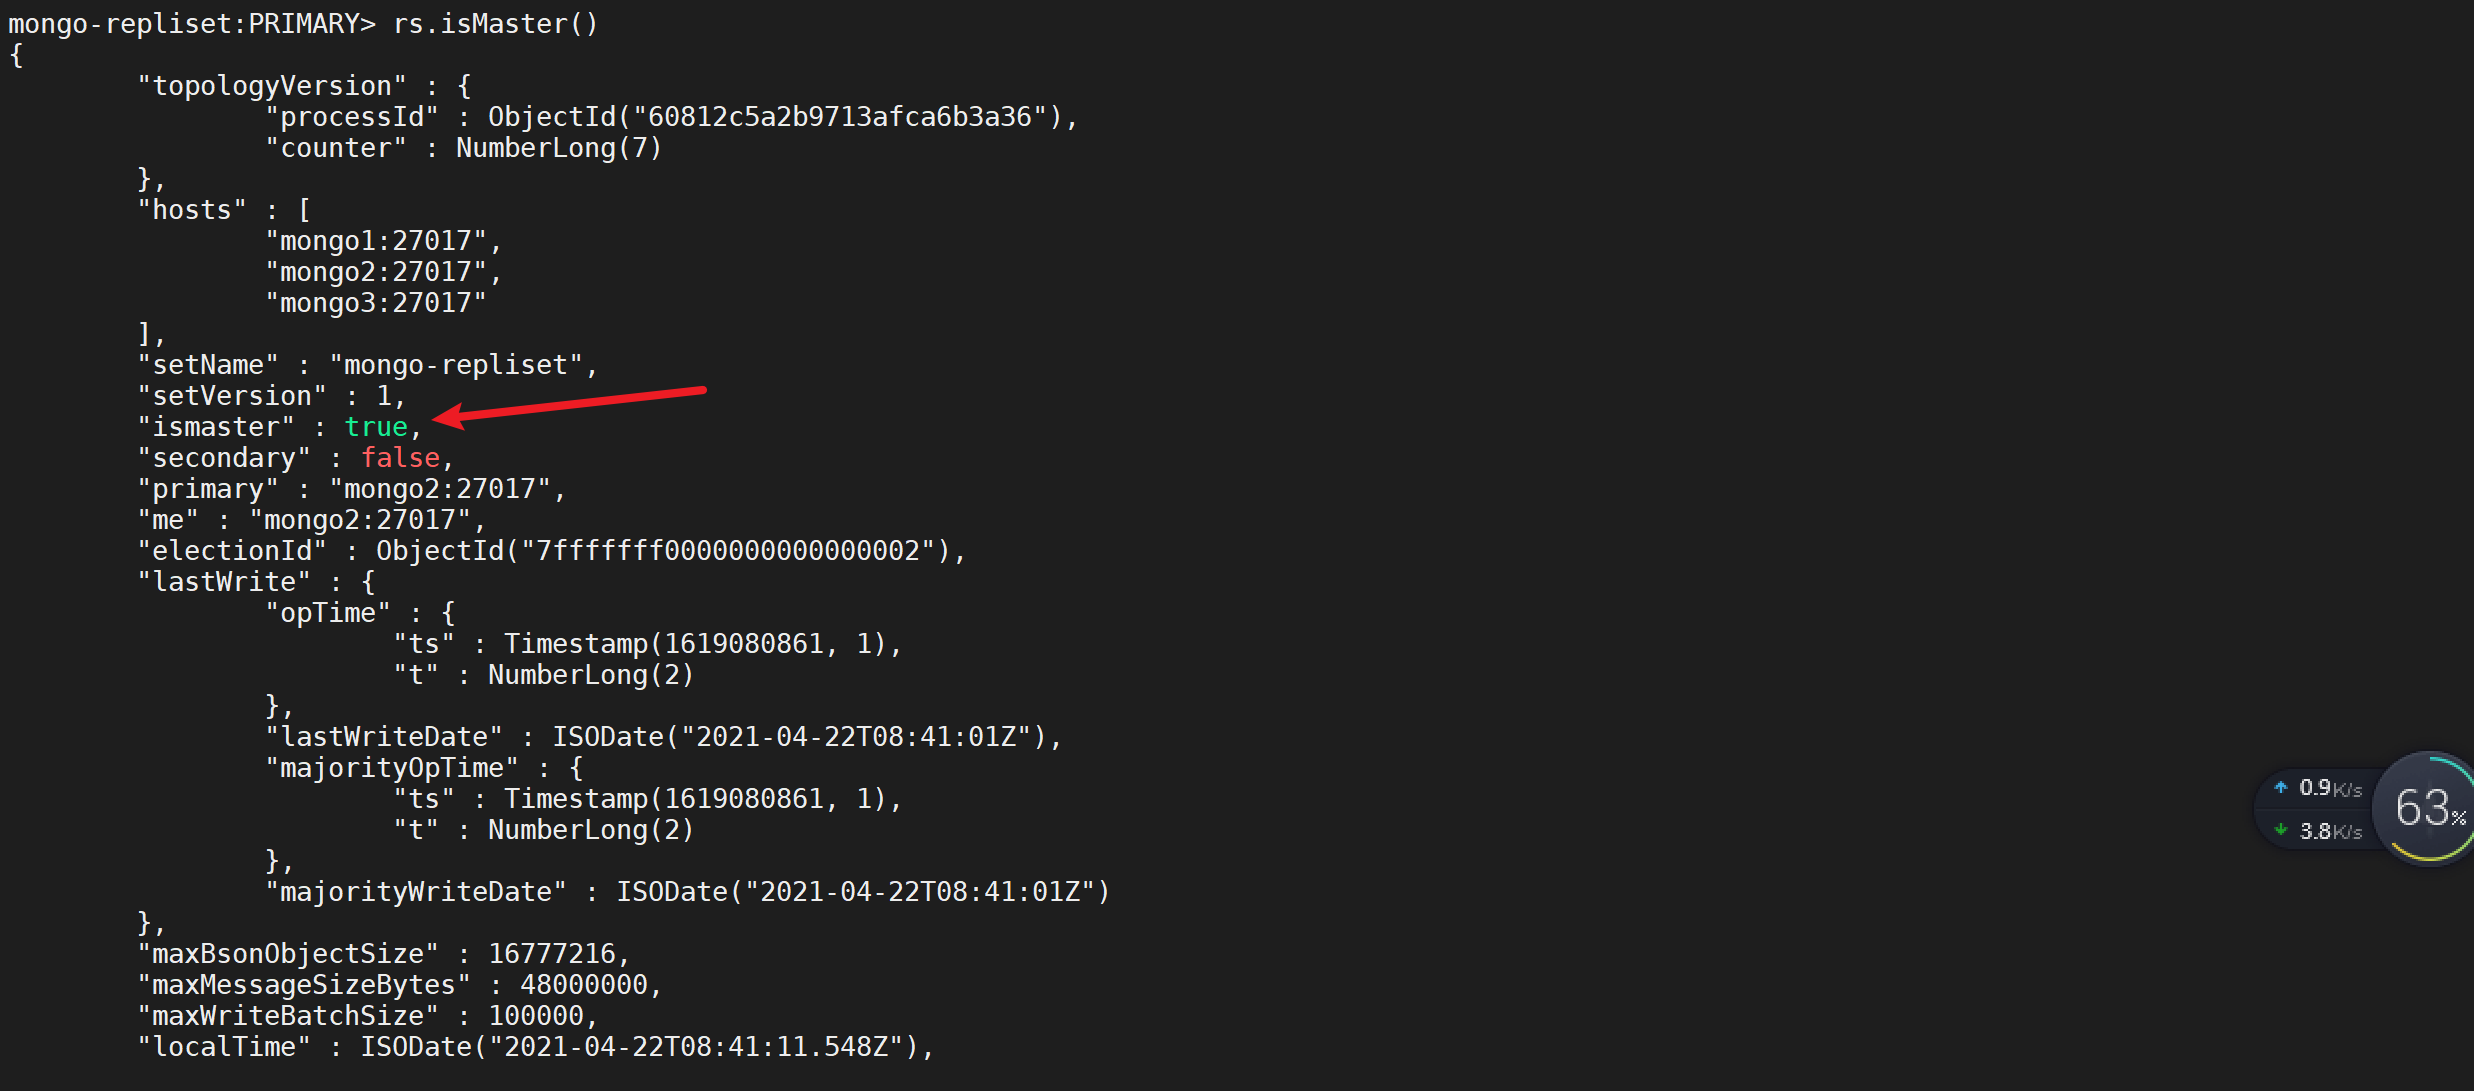 mongo-repliset:PRIMARY> rs.isMaster()
{
        "topologyVersion" : {
                "processId" : ObjectId("60812c5a2b9713afca6b3a36"),
                "counter" : NumberLong(7)
        },
        "hosts" : [
                "mongo1:27017",
                "mongo2:27017",
                "mongo3:27017"
        ],
        "setName" : "mongo-repliset",
        "setVersion" : 1,
        "ismaster" : true,
        "secondary" : false,
        "primary" : "mongo2:27017",
        "me" : "mongo2:27017",
        "electionId" : ObjectId("7fffffff0000000000000002"),
        "lastWrite" : {
                "opTime" : {
                        "ts" : Timestamp(1619080861, 1),
                        "t" : NumberLong(2)
                },
                "lastWriteDate" : ISODate("2021-04-22T08:41:01Z"),
                "majorityOpTime" : {
                        "ts" : Timestamp(1619080861, 1),
                        "t" : NumberLong(2)
                },
                "majorityWriteDate" : ISODate("2021-04-22T08:41:01Z")
        },
        "maxBsonObjectSize" : 16777216,
        "maxMessageSizeBytes" : 48000000,
        "maxWriteBatchSize" : 100000,
        "localTime" : ISODate("2021-04-22T08:41:11.548Z"),
0.9K/s
3.8K/s
63%